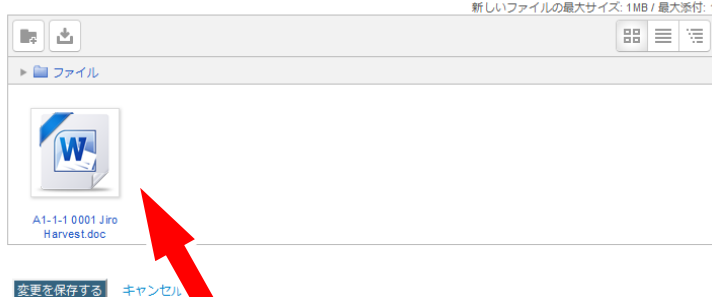 新しいファイルの最大サイズ: 1MB / 最大添付:
ファイル
W
A1-1-1 0001 Jiro
Harvest.doc
変更を保存する キャンセル